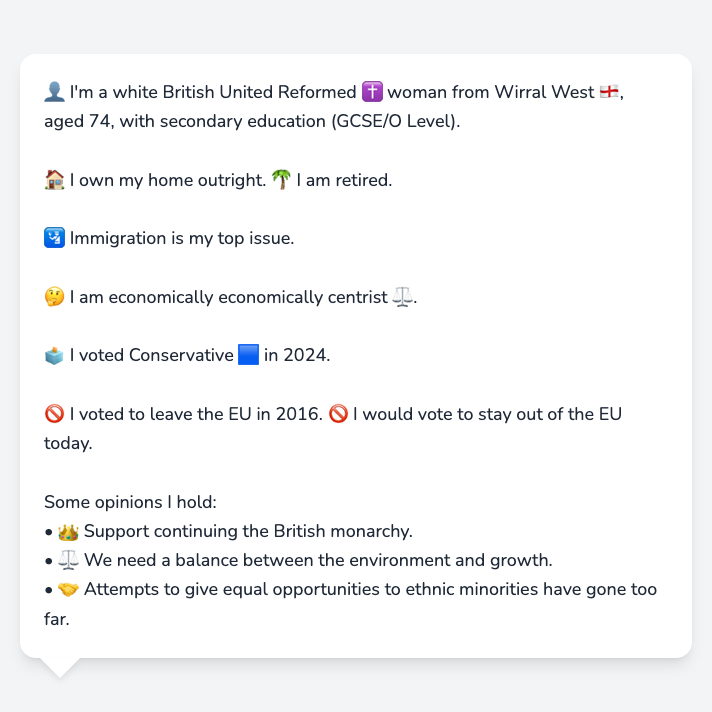 👤 I'm a white British United Reformed ✝️ woman from Wirral West 🏴󠁧󠁢󠁥󠁮󠁧󠁿,
aged 74, with secondary education (GCSE/O Level).
🏠 I own my home outright. 🌴 I am retired.
🛂 Immigration is my top issue.
🤔 I am economically economically centrist ⚖️.
🗳️ I voted Conservative 🟦 in 2024.
🚫 I voted to leave the EU in 2016. 🚫 I would vote to stay out of the EU
today.
Some opinions I hold:
• 👑 Support continuing the British monarchy.
• ⚖️ We need a balance between the environment and growth.
• 🤝 Attempts to give equal opportunities to ethnic minorities have gone too
far.